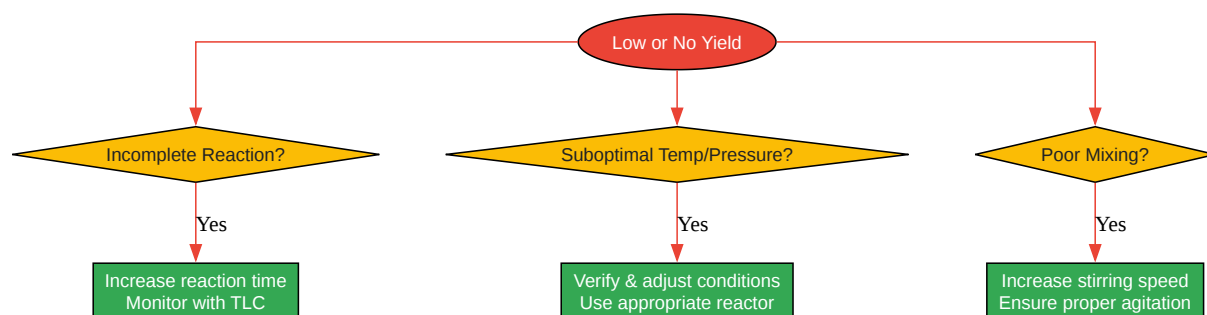 Low or No Yield
Incomplete Reaction?
Suboptimal Temp/Pressure?
Poor Mixing?
Yes
Yes
Yes
Increase reaction time
Monitor with TLC
Verify & adjust conditions
Use appropriate reactor
Increase stirring speed
Ensure proper agitation